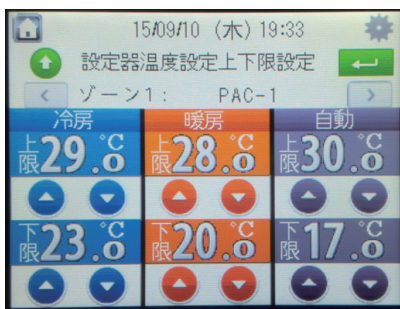 15/09/10 (木) 19:33
設定器温度設定上下限設定
ゾーン1: PAC-1
冷房 暖房 自動
上限29.0℃ 上限28.0℃ 上限30.0℃
下限23.0℃ 下限20.0℃ 下限17.0℃